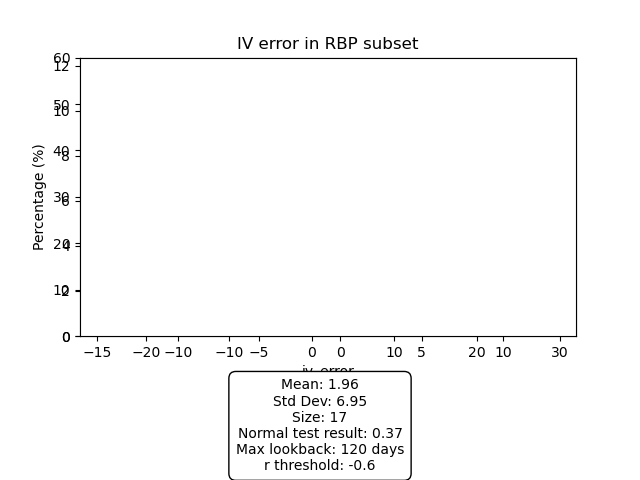 IV error in RBP subset
Percentage (%)
60
12
50
10
40
8
30
6
20
4
10
2
0
0
−15 −20 −10 −10 −5 0 0 10 5 20 10 30
iv_error
Mean: 1.96
Std Dev: 6.95
Size: 17
Normal test result: 0.37
Max lookback: 120 days
r threshold: -0.6